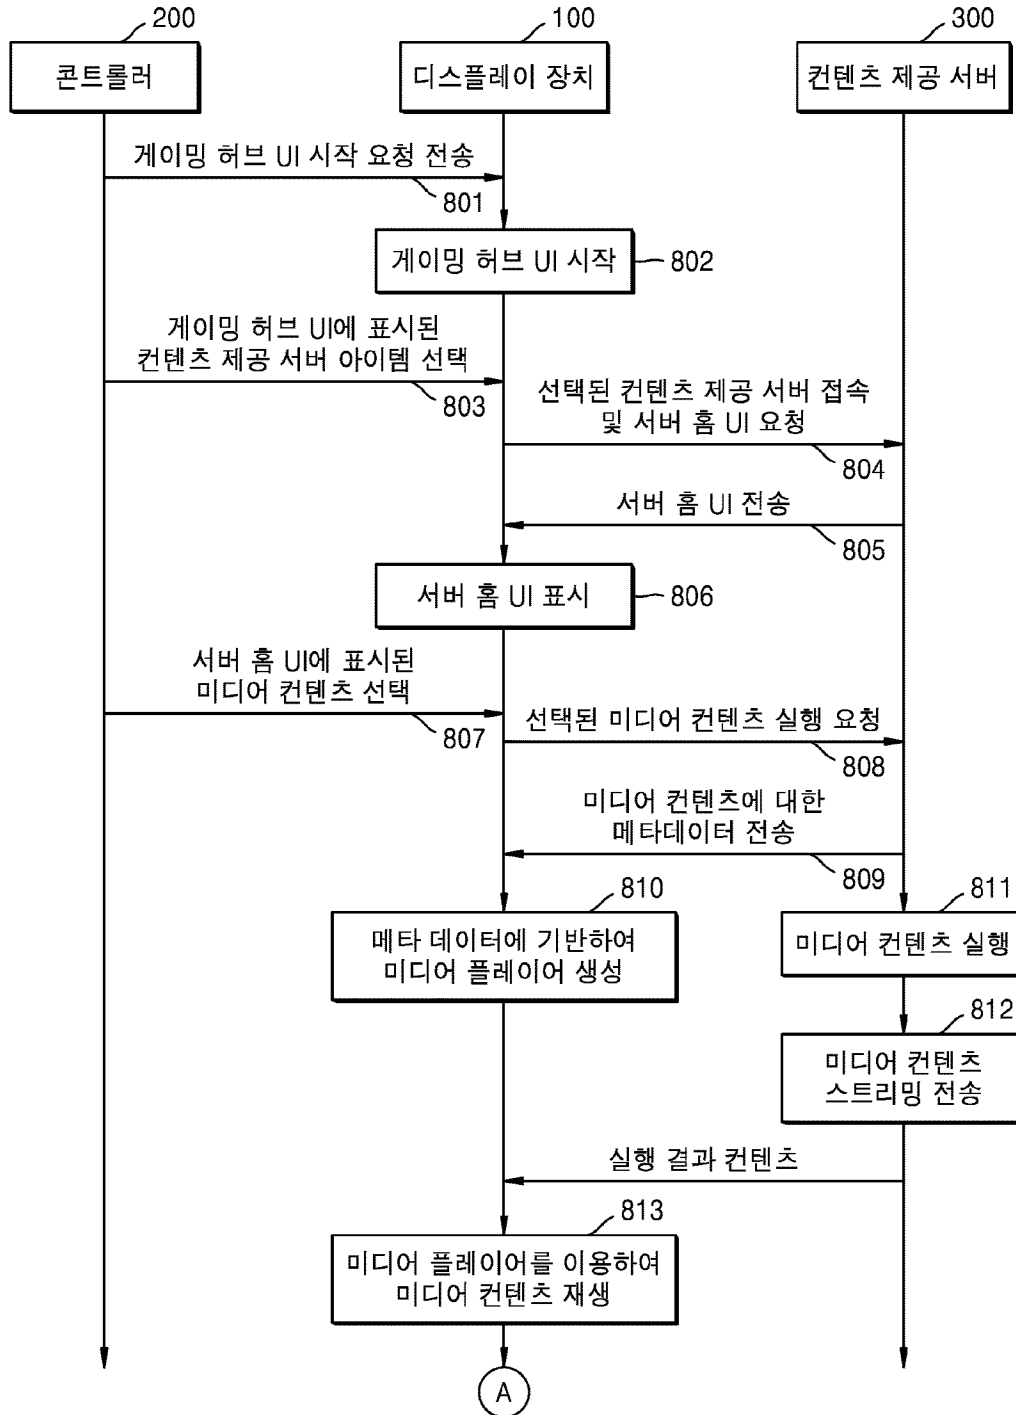 200
100
300
콘트롤러
디스플레이 장치
컨텐츠 제공 서버
게이밍 허브 UI 시작 요청 전송
801
게이밍 허브 UI 시작
802
게이밍 허브 UI에 표시된
컨텐츠 제공 서버 아이템 선택
803
선택된 컨텐츠 제공 서버 접속
및 서버 홈 UI 요청
804
서버 홈 UI 전송
805
서버 홈 UI 표시
806
서버 홈 UI에 표시된
미디어 컨텐츠 선택
807
선택된 미디어 컨텐츠 실행 요청
808
미디어 컨텐츠에 대한
메타데이터 전송
809
810
메타 데이터에 기반하여
미디어 플레이어 생성
811
미디어 컨텐츠 실행
812
미디어 컨텐츠
스트리밍 전송
실행 결과 컨텐츠
813
미디어 플레이어를 이용하여
미디어 컨텐츠 재생
A